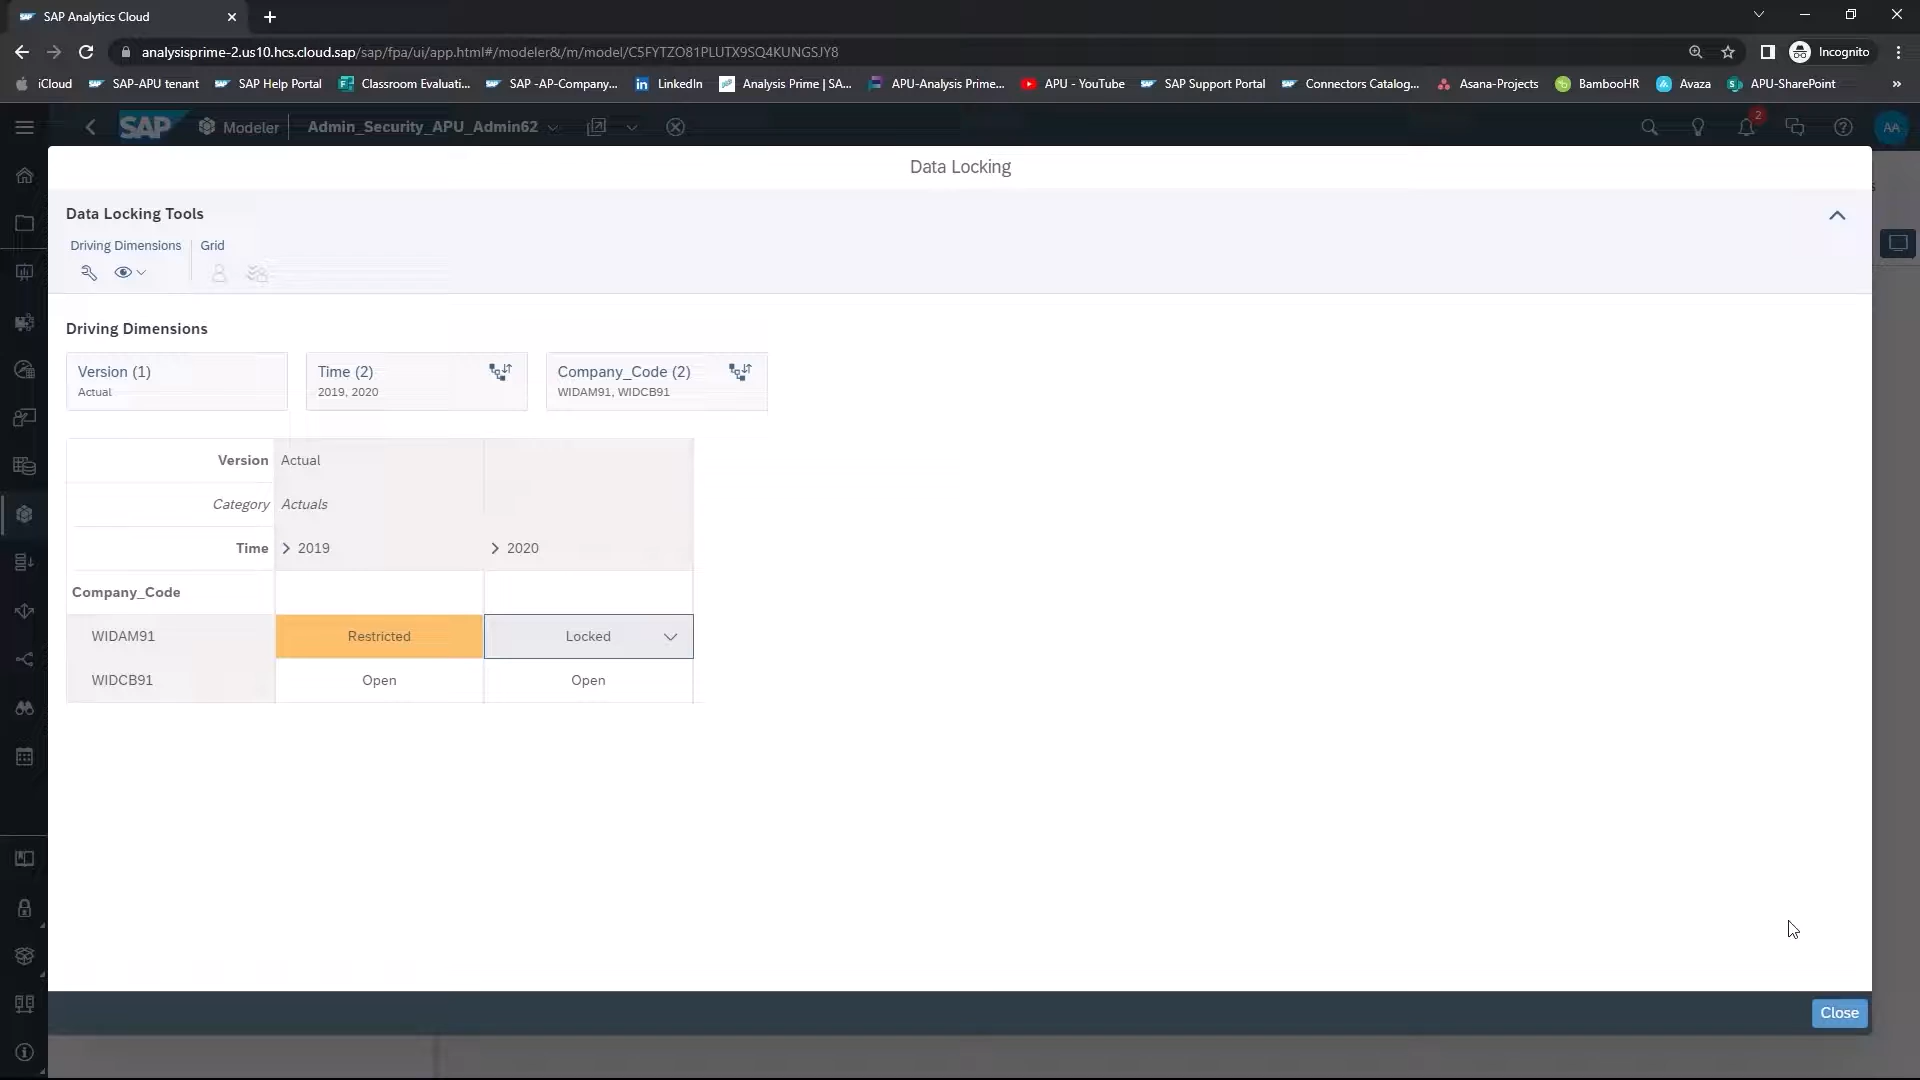 SAP Analytics Cloud
analysisprime-2.us10.hcs.cloud.sap/sap/fpa/ui/app.html#/modeler&/m/model/C5FYTZO81PLUTX9SQ4KUNGSJY8
Incognito
iCloud SAP-APU tenant SAP Help Portal Classroom Evaluati... SAP -AP-Company... LinkedIn Analysis Prime | SA... APU-Analysis Prime... APU - YouTube SAP Support Portal Connectors Catalog... Asana-Projects BambooHR Avaza APU-SharePoint »
SAP Modeler Admin_Security_APU_Admin62 2 AA
Data Locking
Data Locking Tools
Driving Dimensions Grid
Driving Dimensions
Version (1) Time (2) Company_Code (2)
Actual 2019, 2020 WIDAM91, WIDCB91
Version Actual
Category Actuals
Time 2019 2020
Company_Code
WIDAM91 Restricted Locked
WIDCB91 Open Open
Close